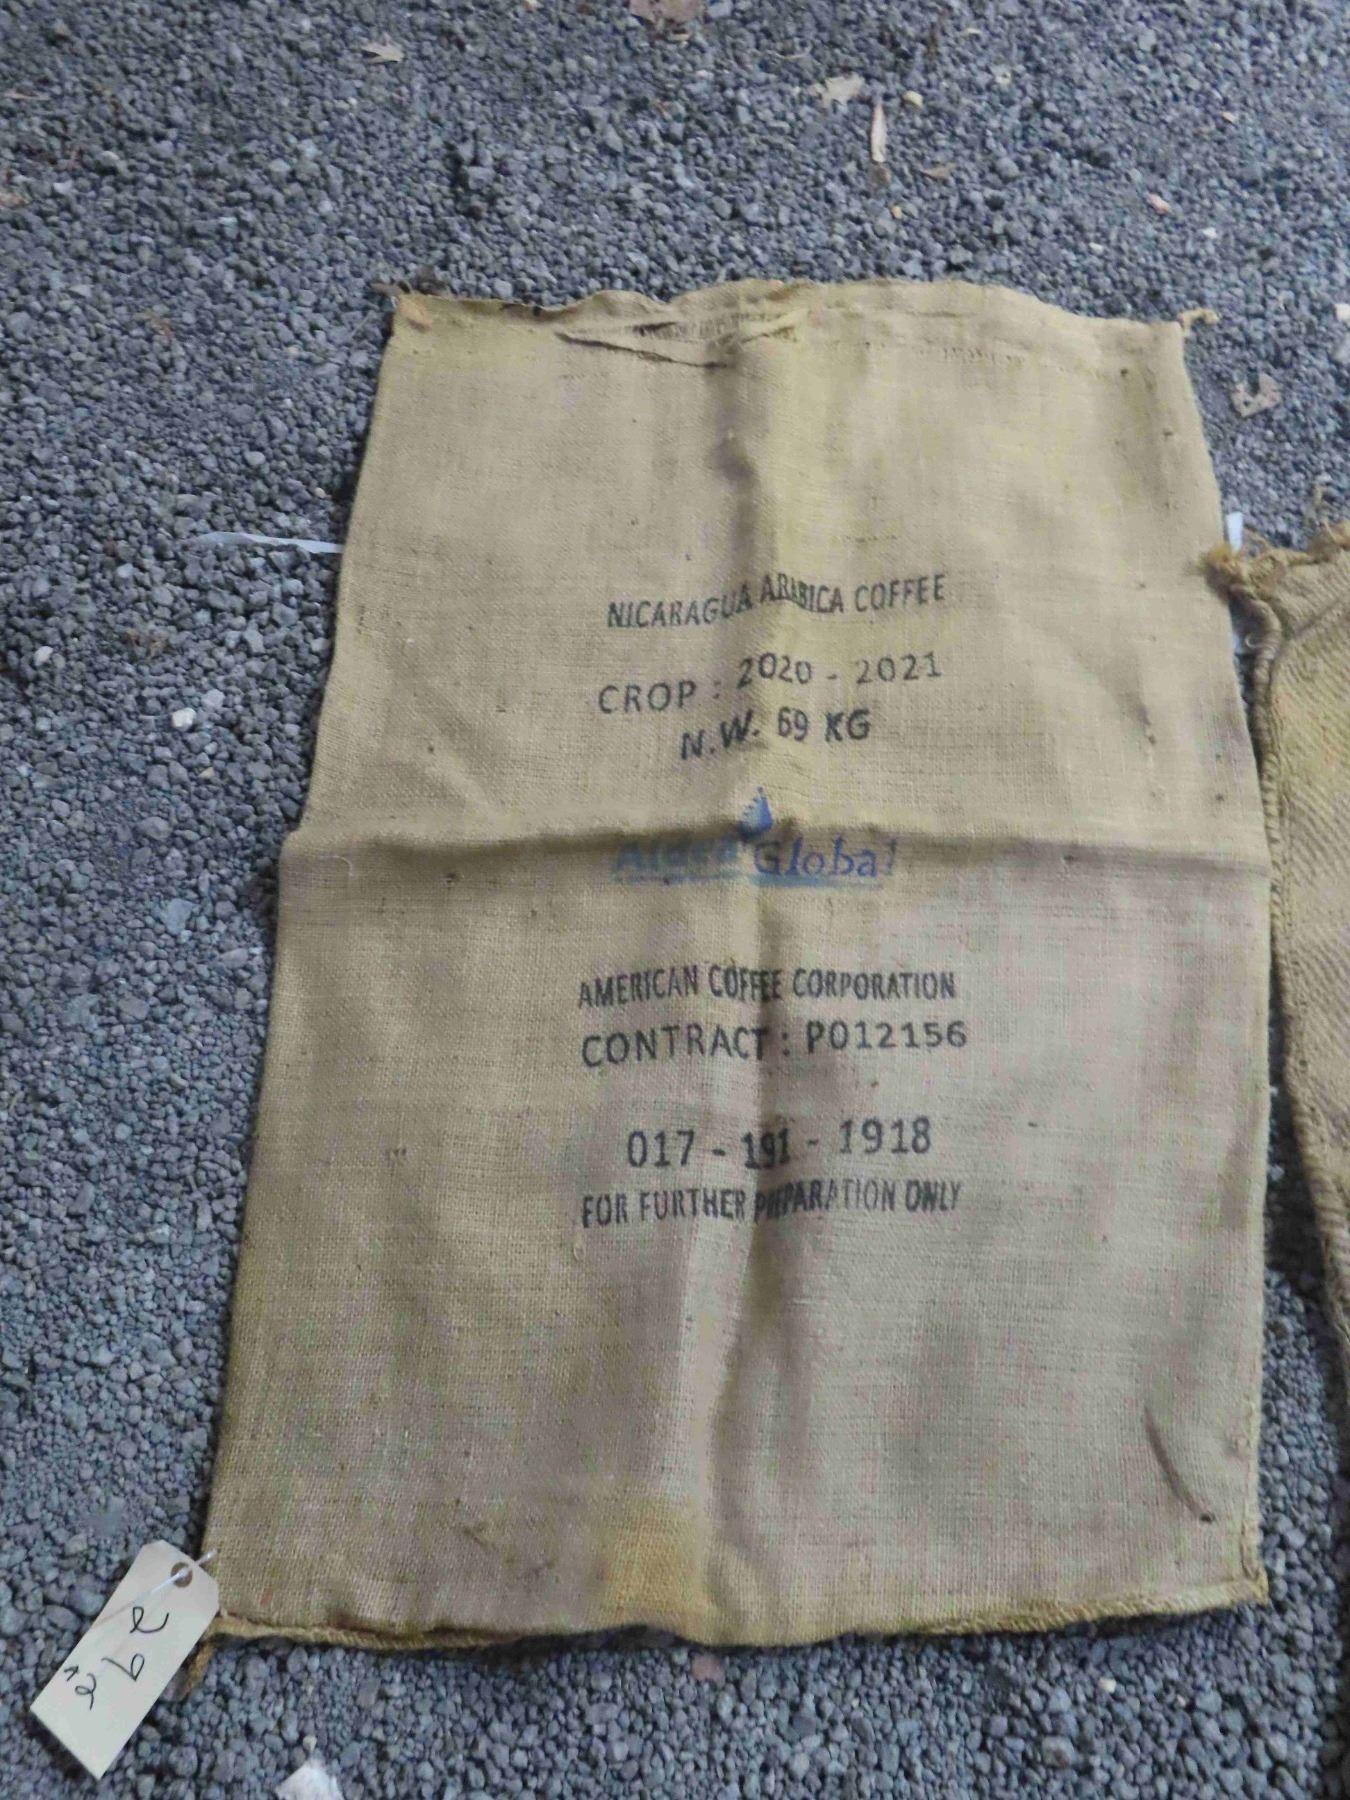 NICARAGUA ARABICA COFFEE
CROP : 2020 - 2021
N.W. 69 KG
Aldea Global
AMERICAN COFFEE CORPORATION
CONTRACT : P012156
017 - 191 - 1918
FOR FURTHER PREPARATION ONLY